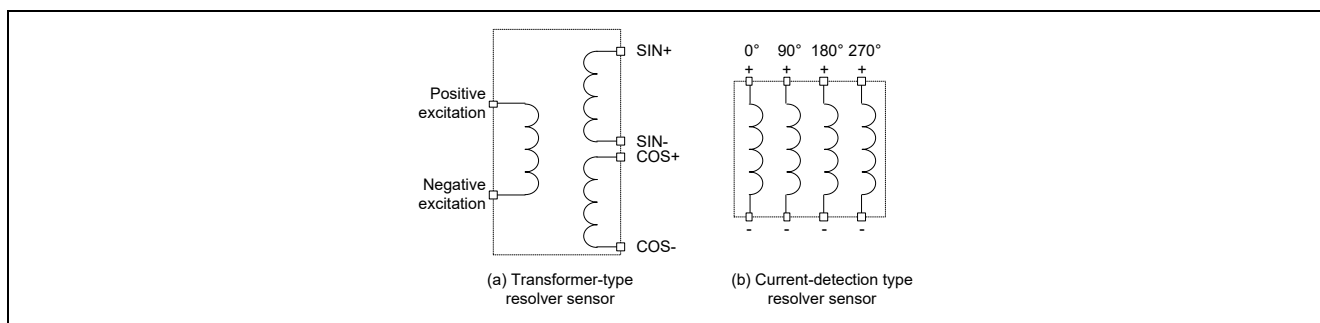 SIN+
Positive
excitation
SIN-
COS+
Negative
excitation
COS-
(a) Transformer-type
resolver sensor
0° 90° 180° 270°
+ + + +
- - - -
(b) Current-detection type
resolver sensor